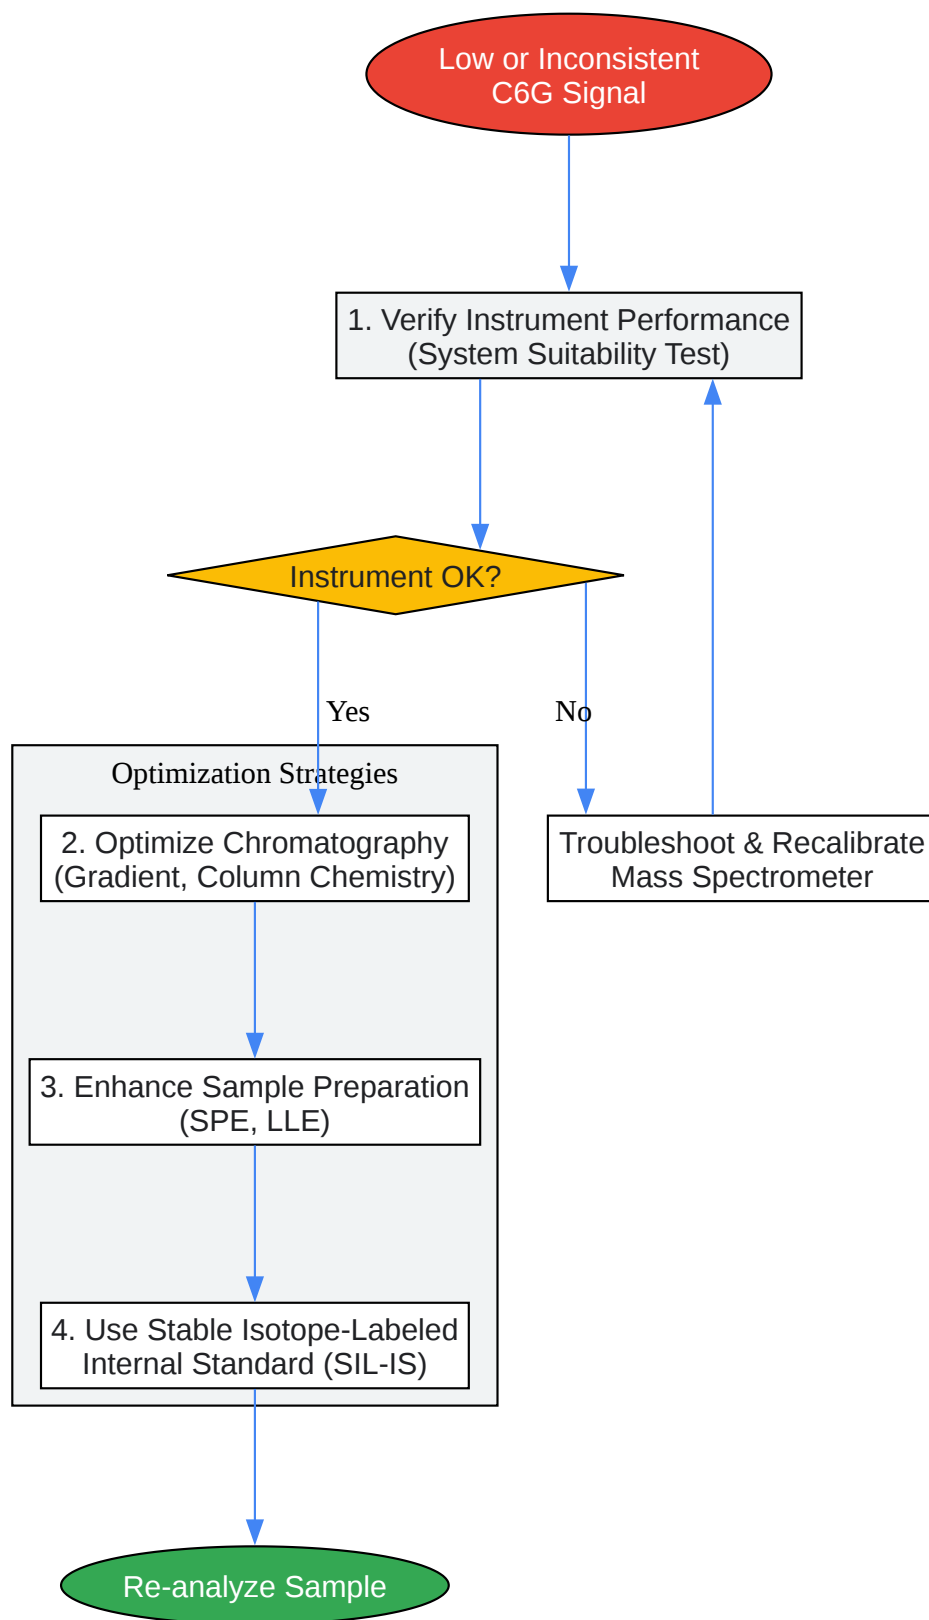 Low or Inconsistent
C6G Signal
1. Verify Instrument Performance
(System Suitability Test)
Instrument OK?
Yes
No
Optimization Strategies
2. Optimize Chromatography
(Gradient, Column Chemistry)
Troubleshoot & Recalibrate
Mass Spectrometer
3. Enhance Sample Preparation
(SPE, LLE)
4. Use Stable Isotope-Labeled
Internal Standard (SIL-IS)
Re-analyze Sample